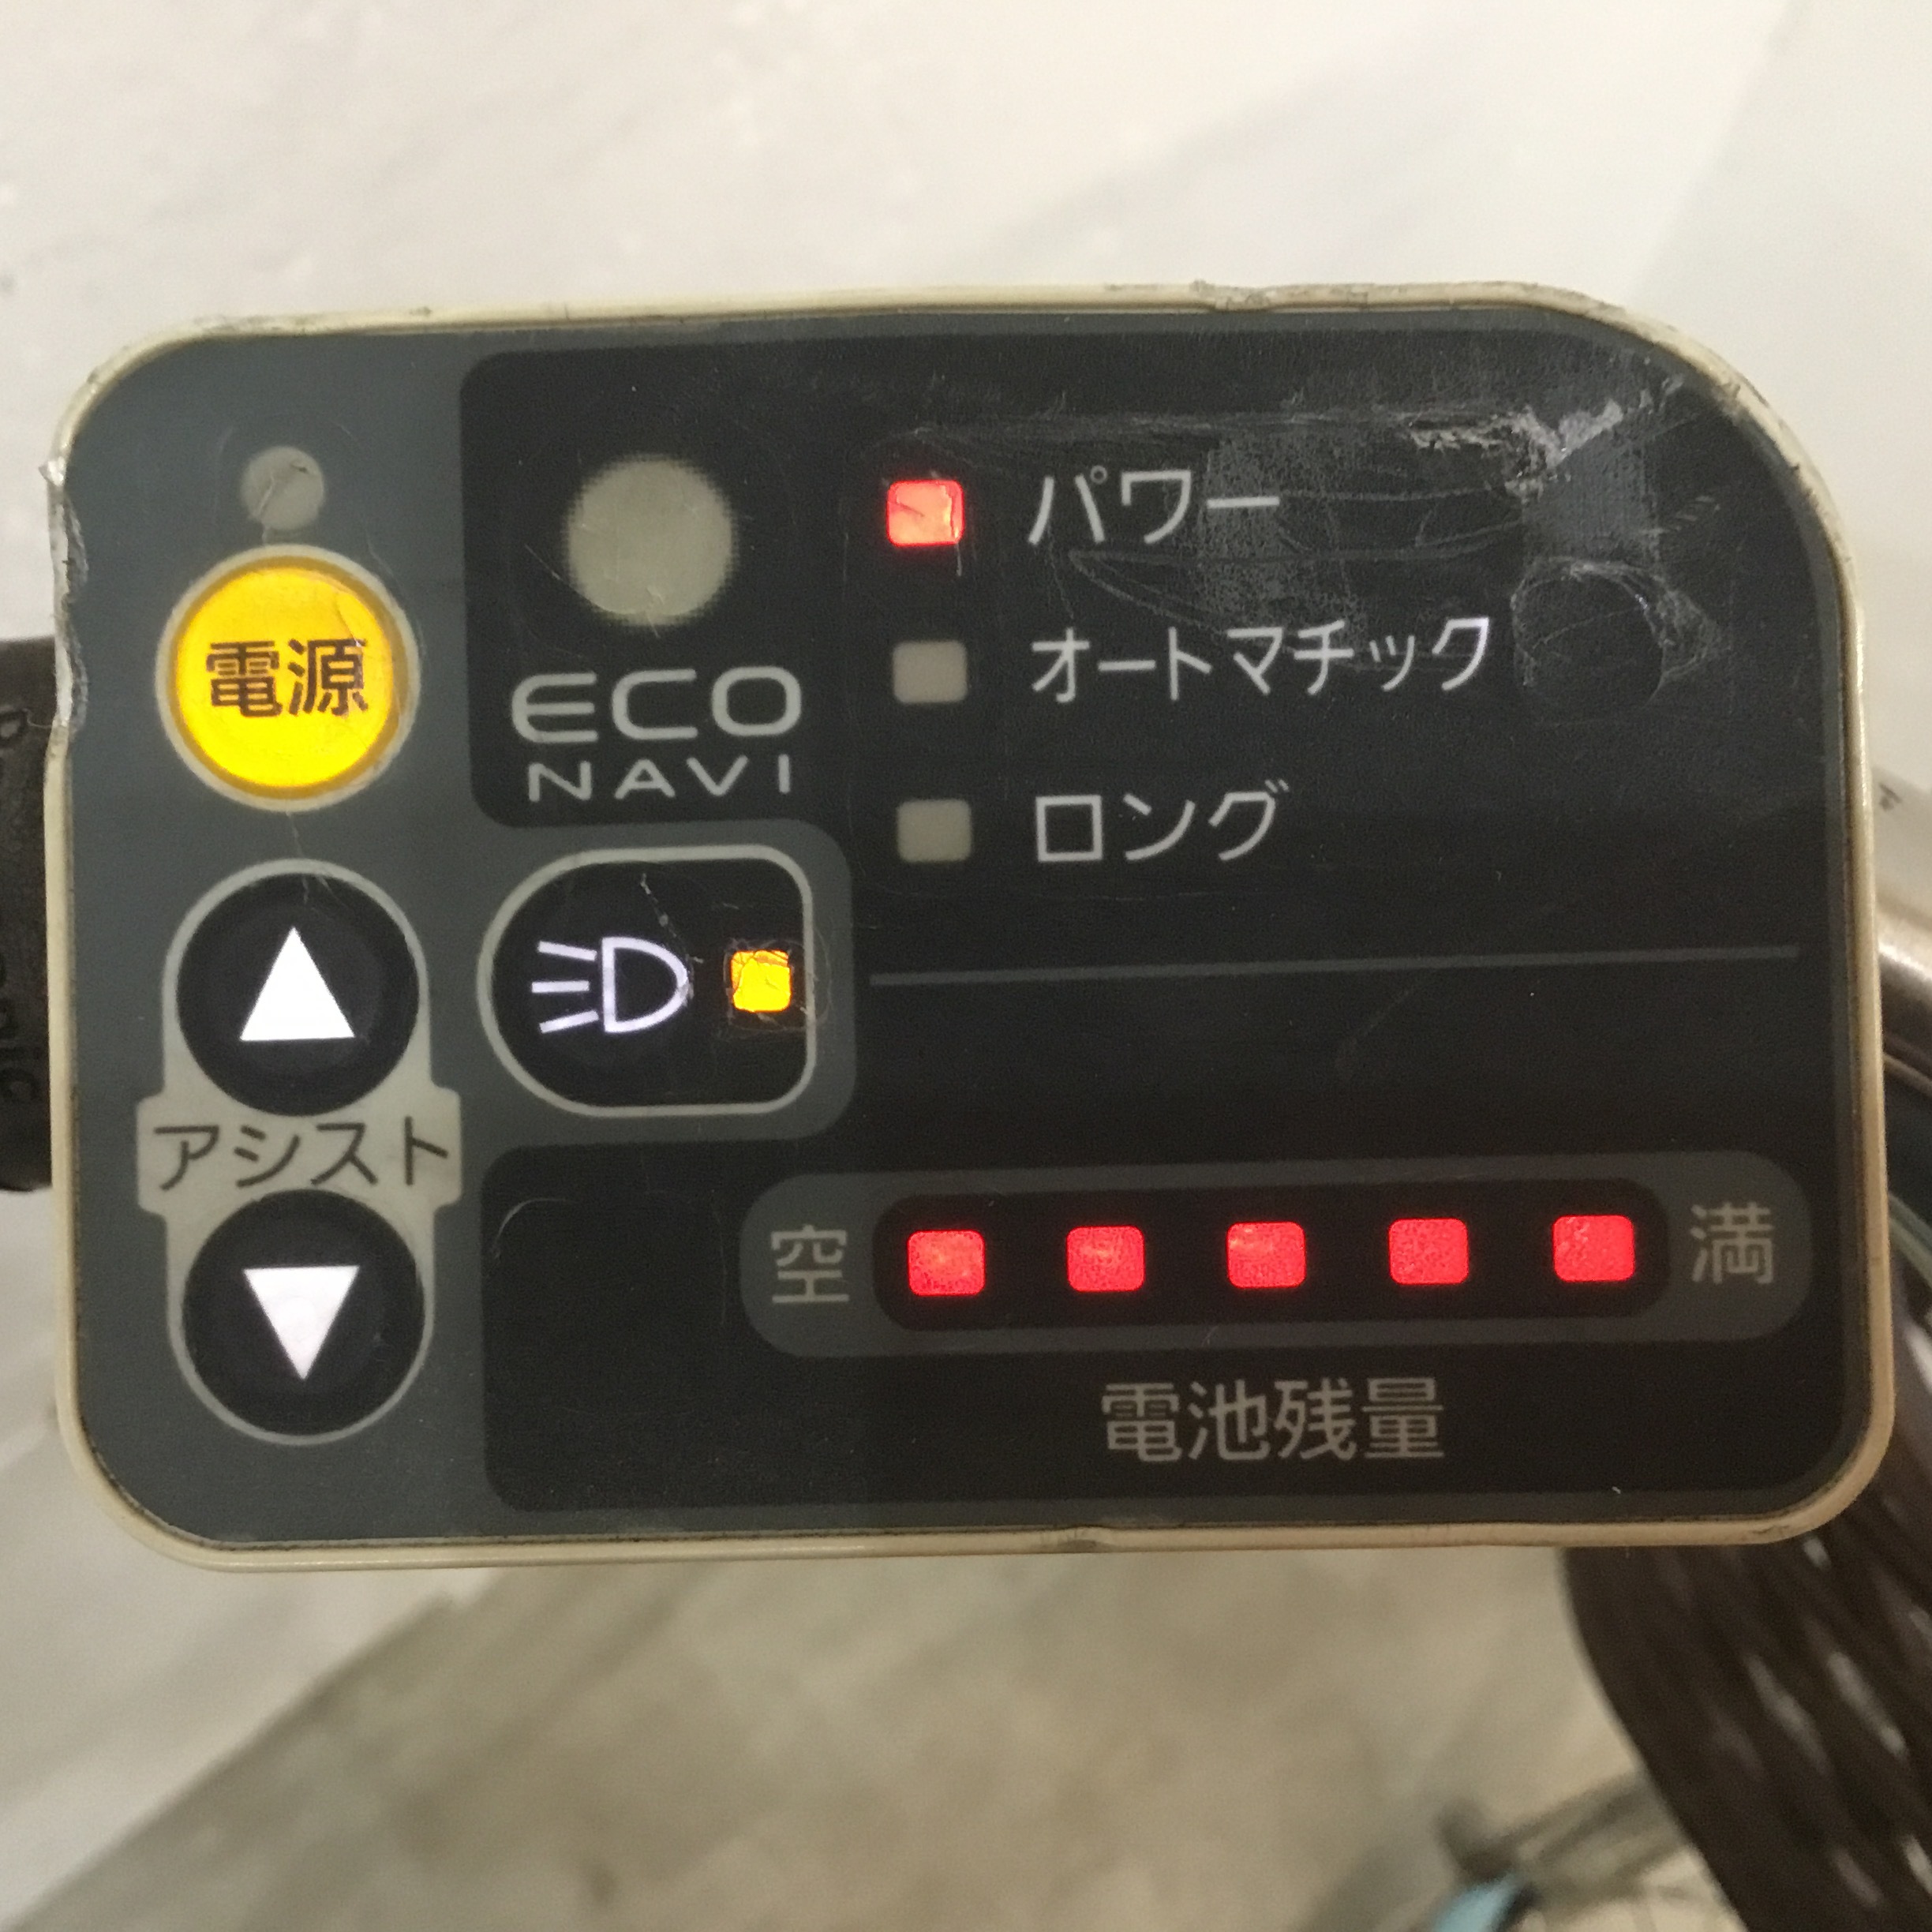 電源
ECO
NAVI
パワー
オートマチック
ロング
アシスト
空
満
電池残量